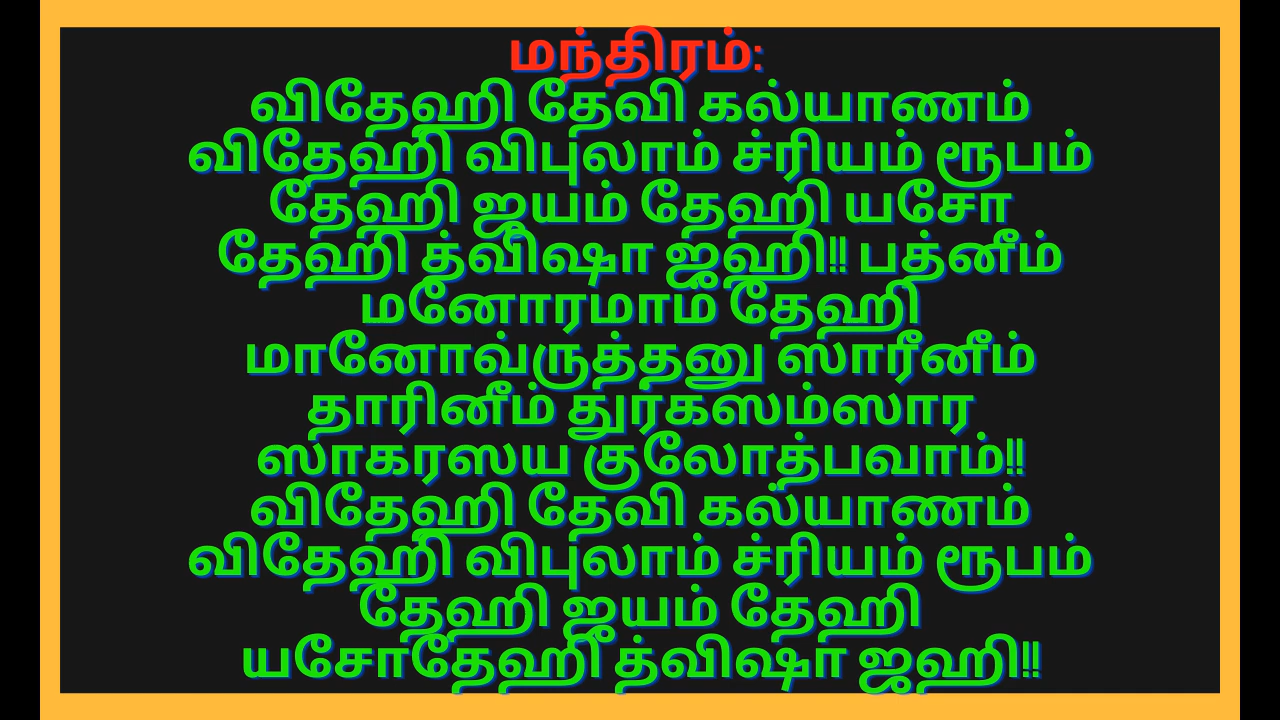 மந்திரம்:
விதேஹி தேவி கல்யாணம்
விதேஹி விபுலாம் ச்ரியம் ரூபம்
தேஹி ஜயம் தேஹி யசோ
தேஹி த்விஷா ஜஹி!! பத்னீம்
மனோரமாம் தேஹி
மானோவ்ருத்தனு ஸாரீனீம்
தாரினீம் துர்கஸம்ஸார
ஸாகரஸய குலோத்பவாம்!!
விதேஹி தேவி கல்யாணம்
விதேஹி விபுலாம் ச்ரியம் ரூபம்
தேஹி ஜயம் தேஹி
யசோதேஹி த்விஷா ஜஹி!!